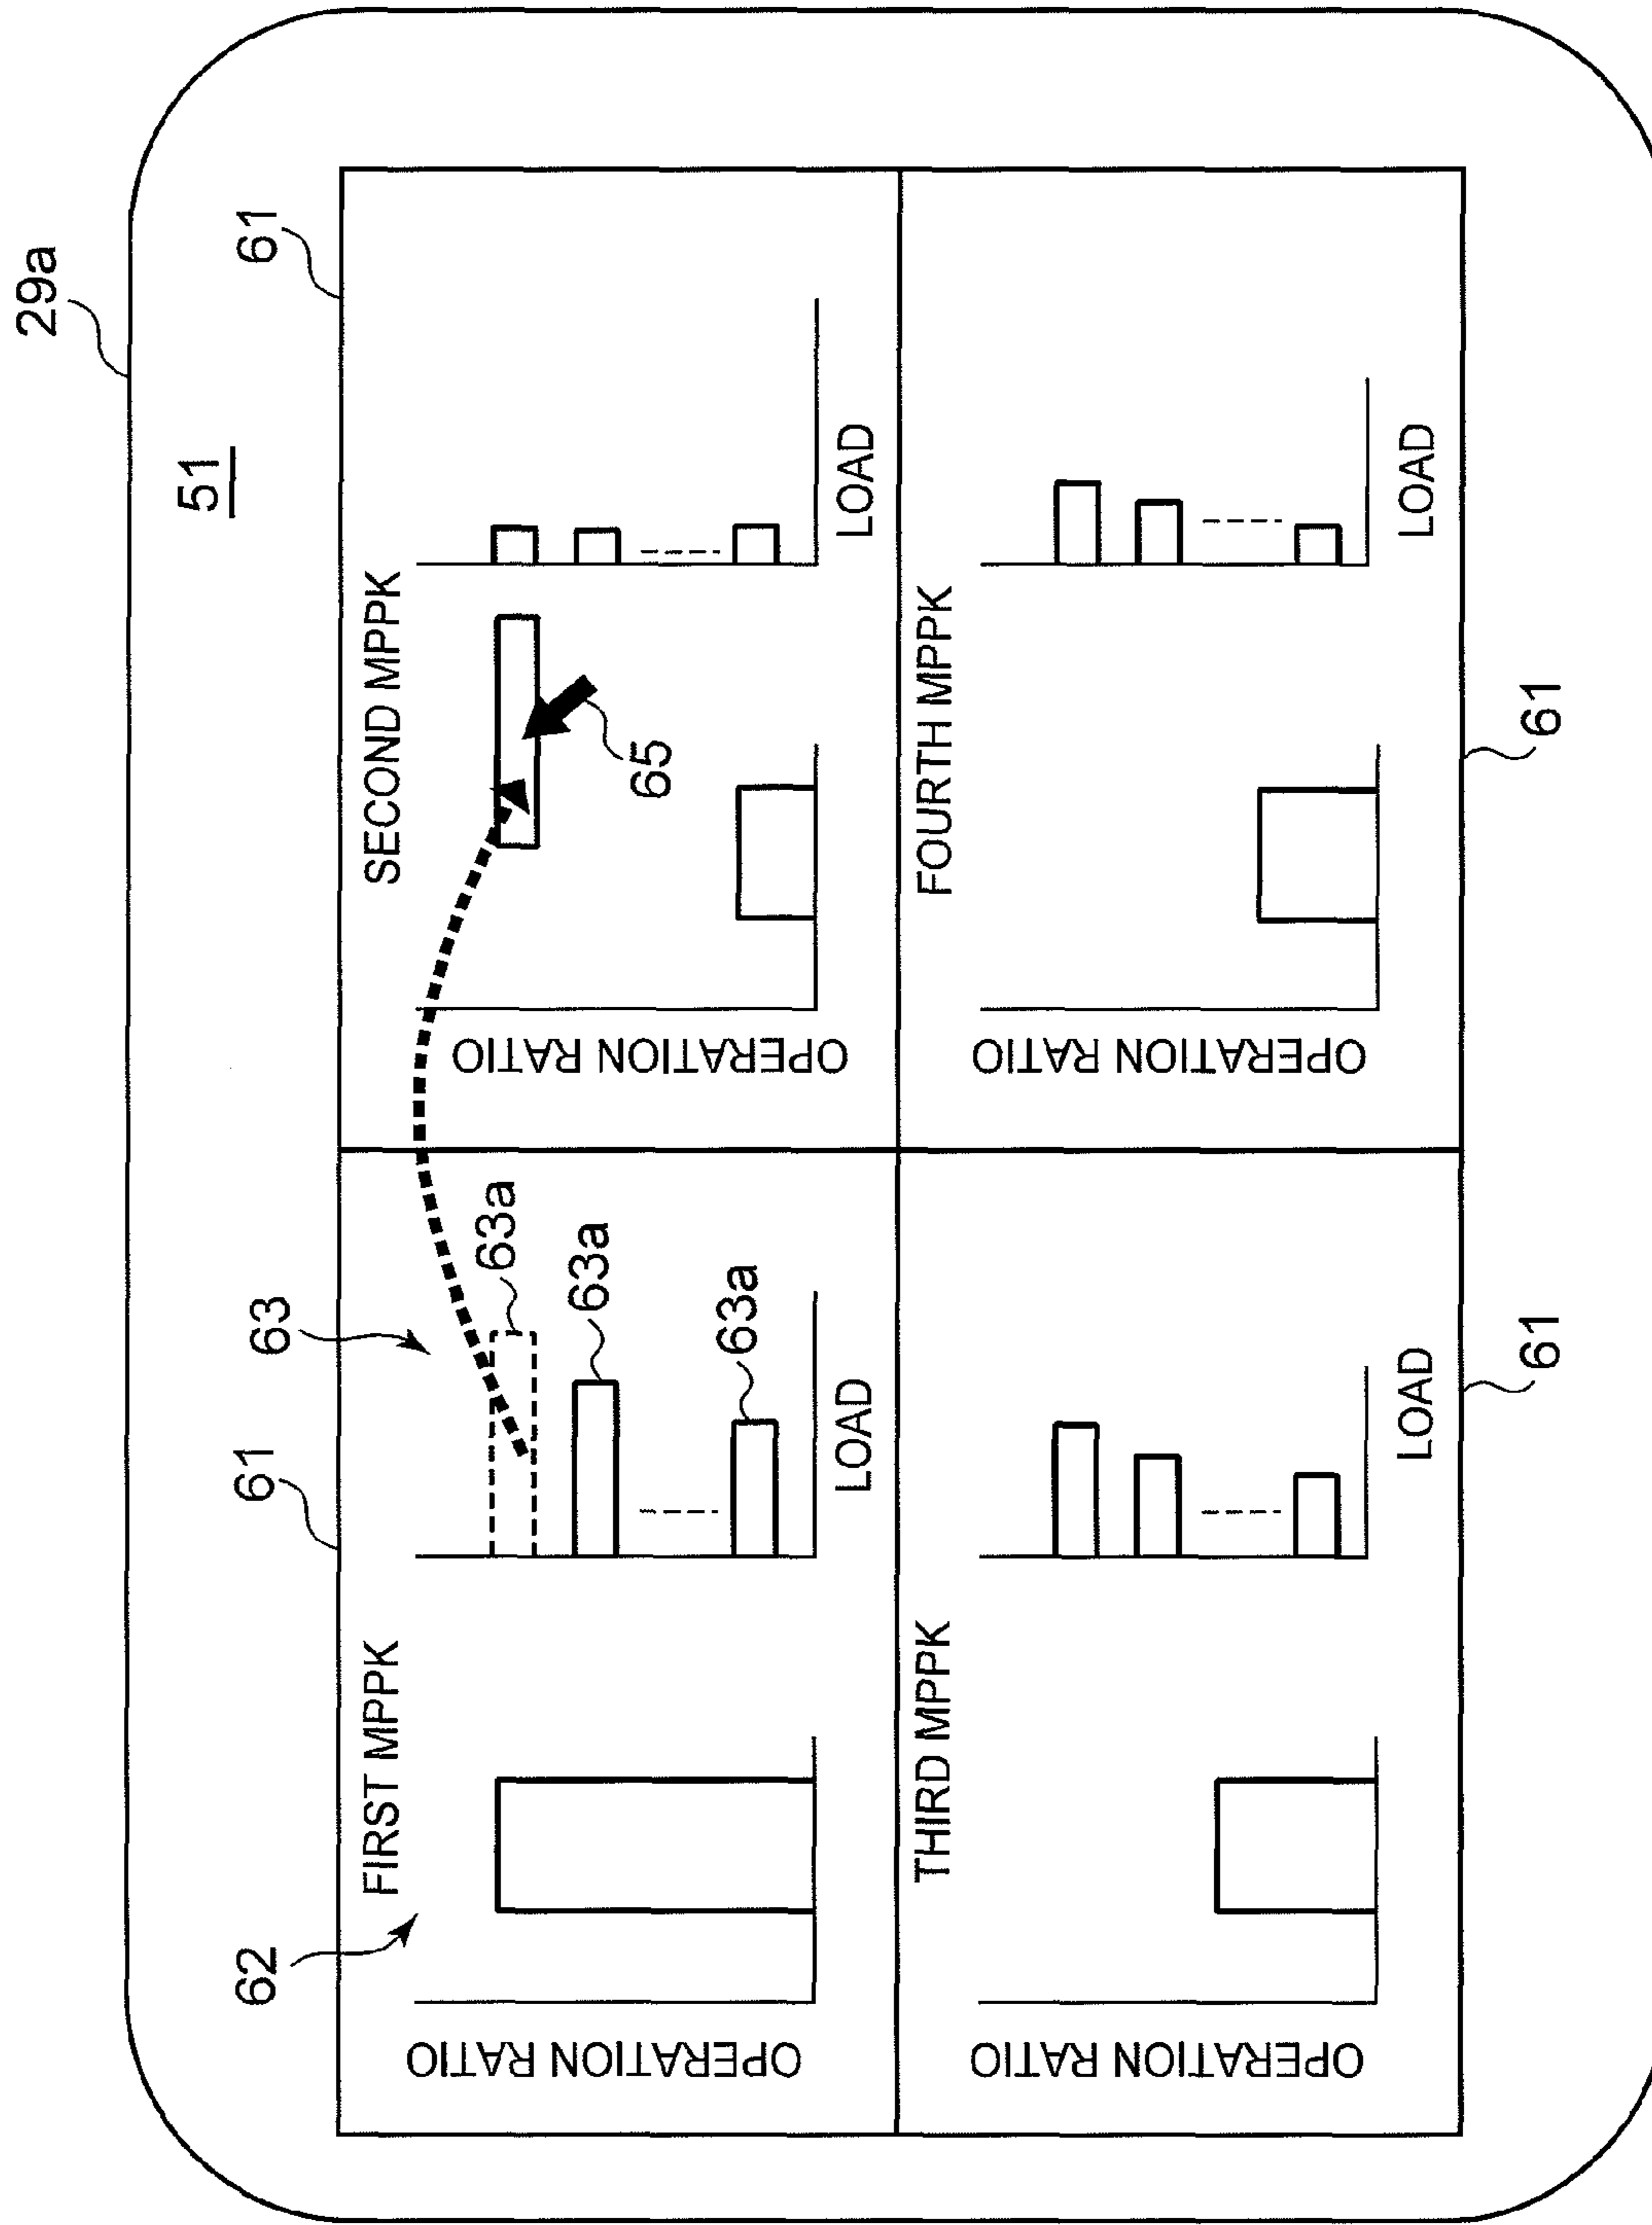 29a
51
62
61
63
61
FIRST MPPK
OPERATION RATIO
63a
63a
63a
LOAD
SECOND MPPK
OPERATION RATIO
65
LOAD
THIRD MPPK
OPERATION RATIO
LOAD
FOURTH MPPK
OPERATION RATIO
LOAD
61
61